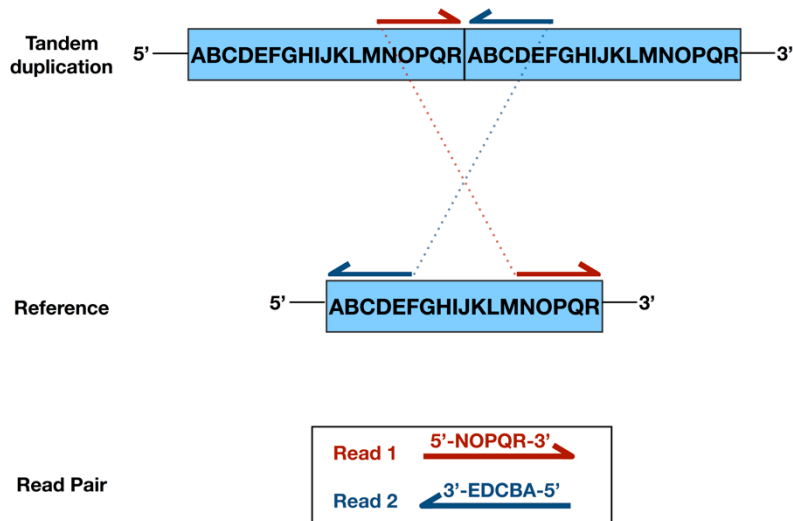 Tandem
duplication
5’ ABCDEFGHIJKLMNOPQR ABCDEFGHIJKLMNOPQR 3’
Reference
5’ ABCDEFGHIJKLMNOPQR 3’
Read Pair
Read 1 5’-NOPQR-3’
Read 2 3’-EDCBA-5’